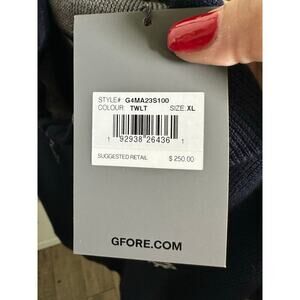 STYLE#: G4MA23S100
COLOUR: TWLT SIZE: XL
1 92938 26436 1
SUGGESTED RETAIL $ 250.00
GFORE.COM